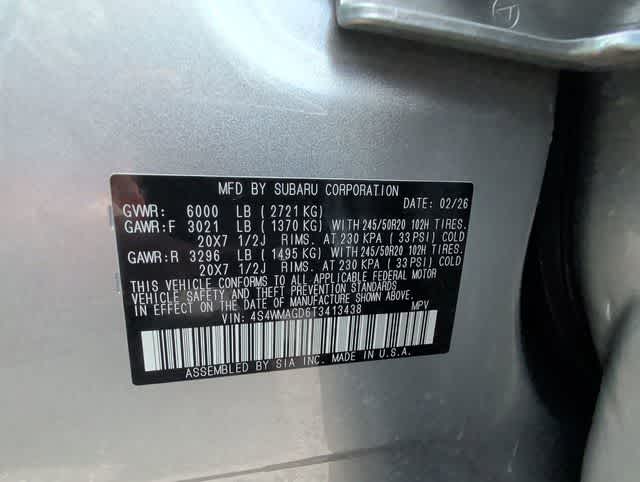 T
MFD BY SUBARU CORPORATION
DATE: 02/26
GVWR: 6000 LB ( 2721 KG)
GAWR:F 3021 LB ( 1370 KG) WITH 245/50R20 102H TIRES.
20X7 1/2J RIMS. AT 230 KPA ( 33 PSI) COLD
GAWR:R 3296 LB ( 1495 KG) WITH 245/50R20 102H TIRES.
20X7 1/2J RIMS. AT 230 KPA ( 33 PSI) COLD
THIS VEHICLE CONFORMS TO ALL APPLICABLE FEDERAL MOTOR
VEHICLE SAFETY AND THEFT PREVENTION STANDARDS
IN EFFECT ON THE DATE OF MANUFACTURE SHOWN ABOVE.
VIN: 4S4WMAGD6T3413438 MPV
ASSEMBLED BY SIA INC. MADE IN U.S.A.